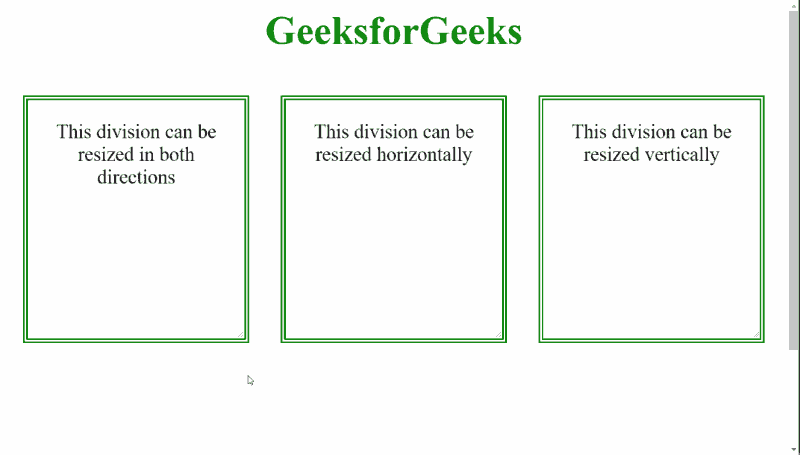 GeeksforGeeks
This division can be
resized in both
directions
This division can be
resized horizontally
This division can be
resized vertically